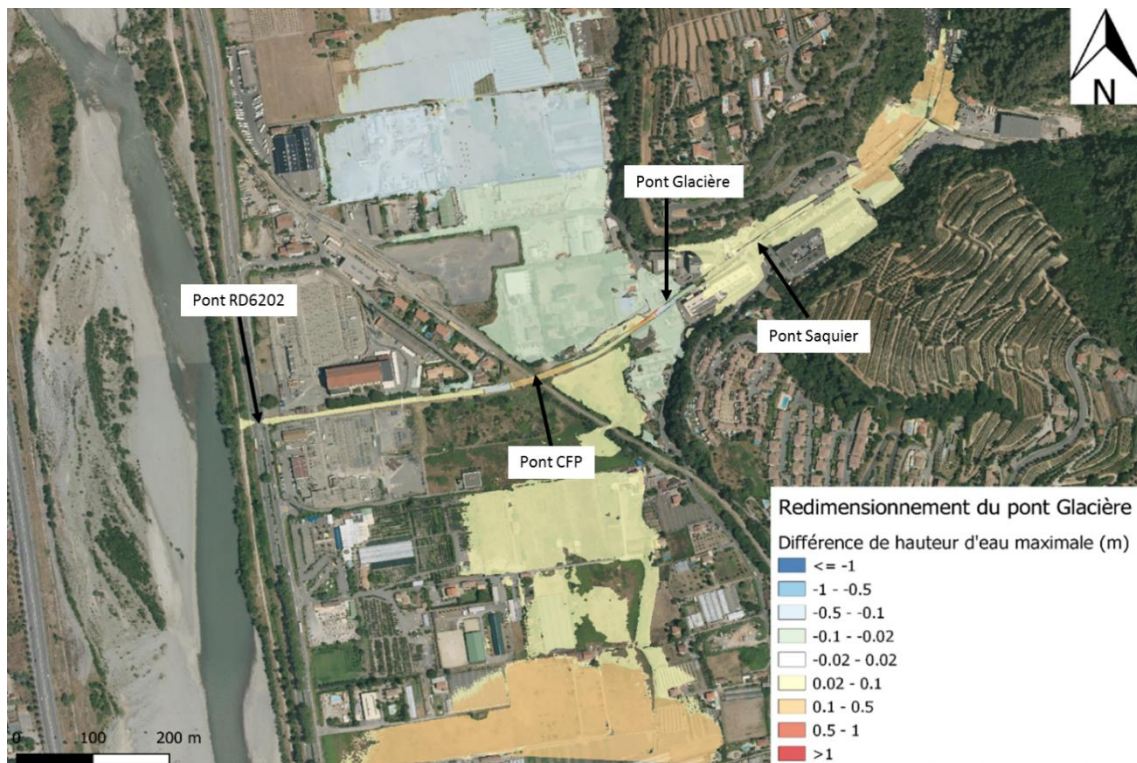 N
Pont Glacière
Pont RD6202
Pont Saquier
Pont CFP
Redimensionnement du pont Glacière
Différence de hauteur d'eau maximale (m)
<= -1
-1 - -0.5
-0.5 - -0.1
-0.1 - -0.02
-0.02 - 0.02
0.02 - 0.1
0.1 - 0.5
0.5 - 1
>1
0 100 200 m